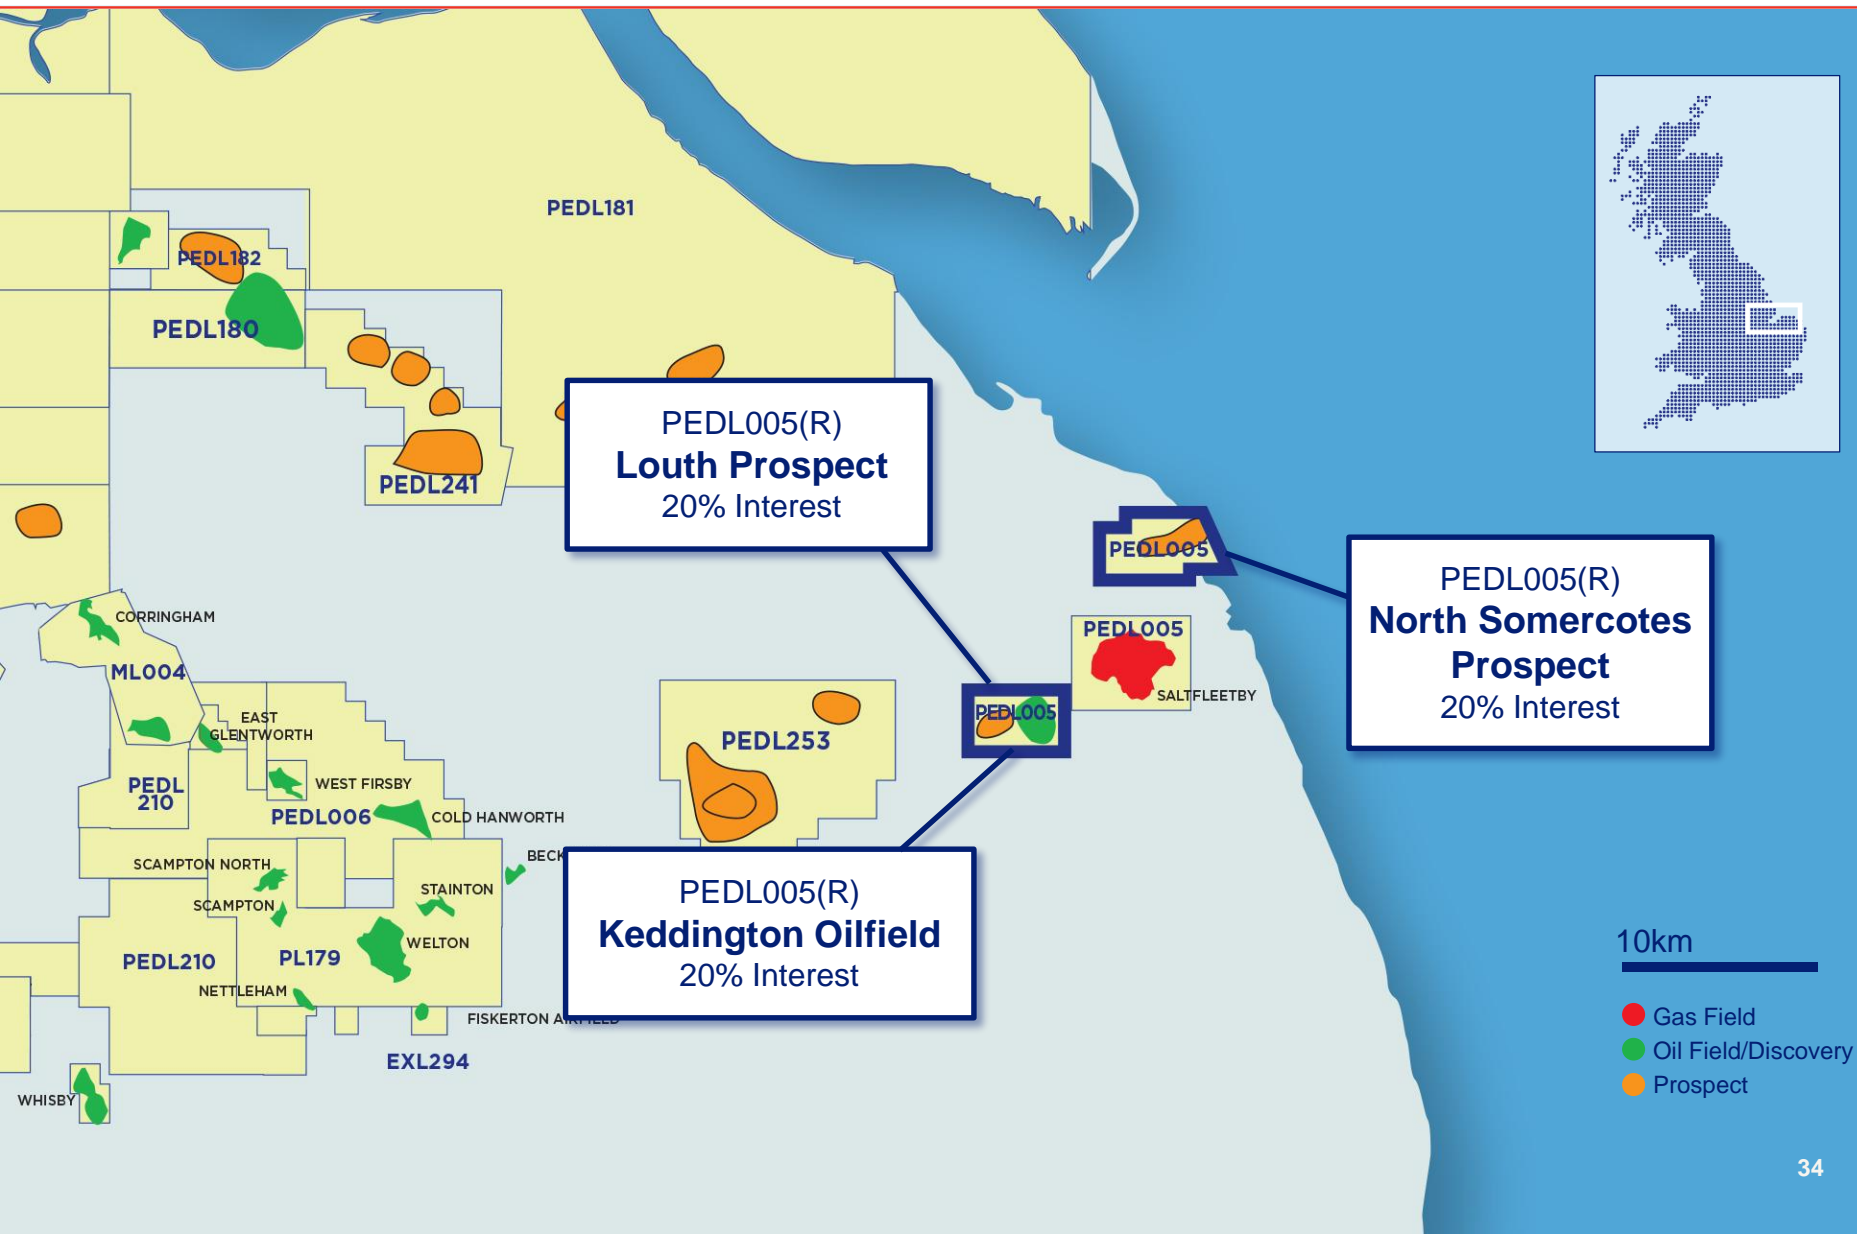 PEDL181
PEDL182
PEDL180
PEDL241
PEDL005(R)
Louth Prospect
20% Interest
PEDL005
PEDL005(R)
North Somercotes
Prospect
20% Interest
CORRINGHAM
ML004
PEDL005
SALTFLEETBY
EAST
GLENTWORTH
PEDL253
PEDL005
PEDL
210
WEST FIRSBY
PEDL006
COLD HANWORTH
SCAMPTON NORTH
BECK
STAINTON
SCAMPTON
WELTON
PEDL005(R)
Keddington Oilfield
20% Interest
PEDL210
PL179
NETTLEHAM
FISKERTON
EXL294
WHISBY
10km
Gas Field
Oil Field/Discovery
Prospect
34